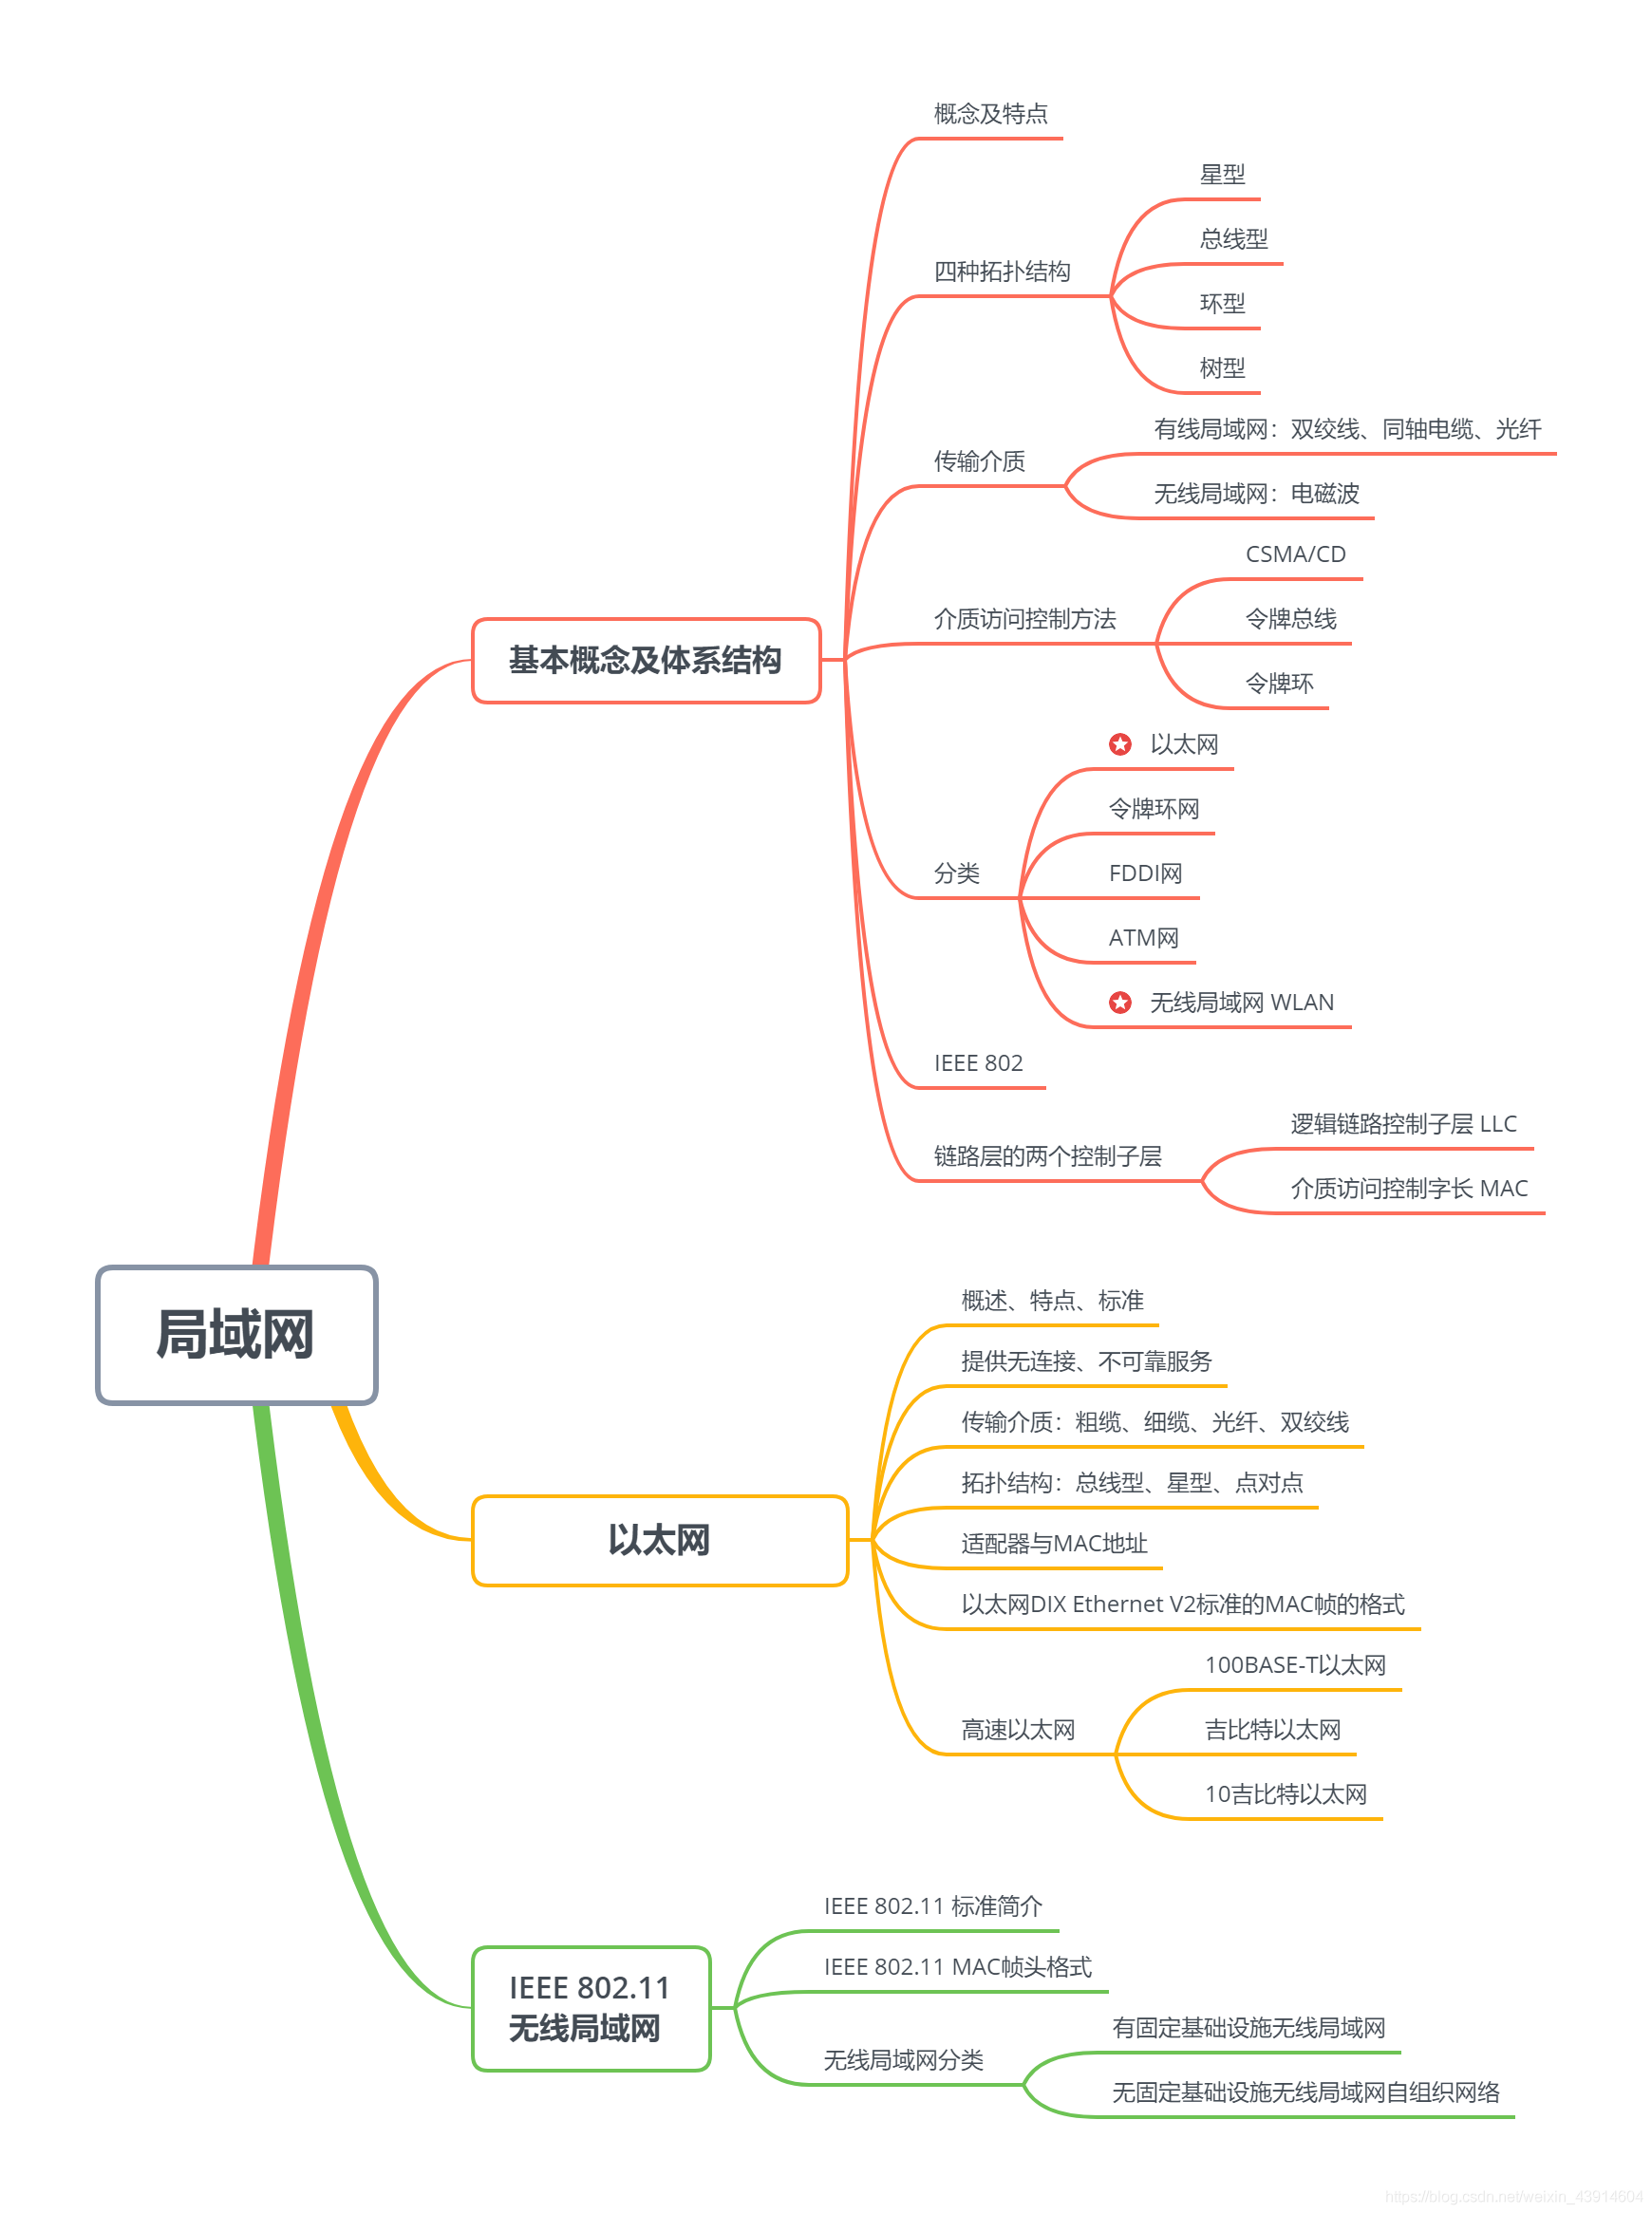 局域网
基本概念及体系结构
概念及特点
四种拓扑结构
星型
总线型
环型
树型
传输介质
有线局域网：双绞线、同轴电缆、光纤
无线局域网：电磁波
介质访问控制方法
CSMA/CD
令牌总线
令牌环
分类
以太网
令牌环网
FDDI网
ATM网
无线局域网 WLAN
IEEE 802
链路层的两个控制子层
逻辑链路控制子层 LLC
介质访问控制字长 MAC
以太网
概述、特点、标准
提供无连接、不可靠服务
传输介质：粗缆、细缆、光纤、双绞线
拓扑结构：总线型、星型、点对点
适配器与MAC地址
以太网DIX Ethernet V2标准的MAC帧的格式
高速以太网
100BASE-T以太网
吉比特以太网
10吉比特以太网
IEEE 802.11
无线局域网
IEEE 802.11 标准简介
IEEE 802.11 MAC帧头格式
无线局域网分类
有固定基础设施无线局域网
无固定基础设施无线局域网自组织网络
https://blog.csdn.net/weixin_43914604